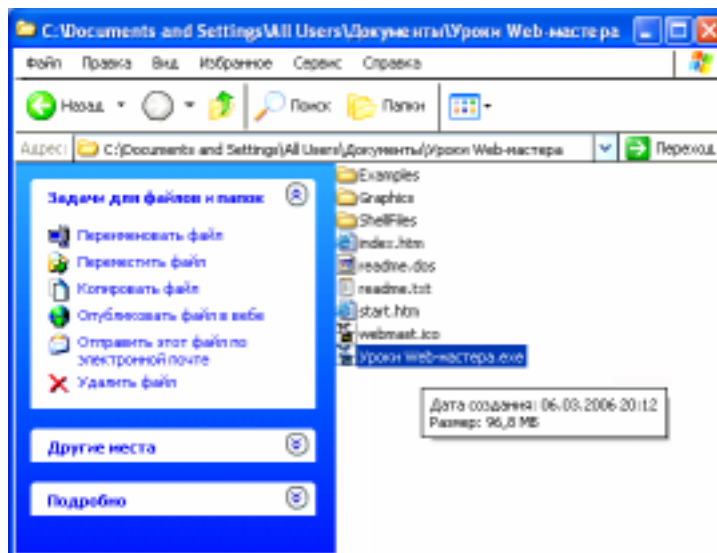 C:\Documents and Settings\All Users\Документы\Уроки Web-мастера
Файл Правка Вид Избранное Сервис Справка
Назад Поиск Папки
Адрес: C:\Documents and Settings\All Users\Документы\Уроки Web-мастера Переход
Задачи для файлов и папок
Переименовать файл
Переместить файл
Копировать файл
Опубликовать файл в вебе
Отправить этот файл по
электронной почте
Удалить файл
Другие места
Подробно
Examples
Graphics
ShellFiles
index.htm
readme.dos
readme.txt
start.htm
webmast.ico
Уроки Web-мастера.exe
Дата создания: 06.03.2006 20:12
Размер: 96,8 МБ